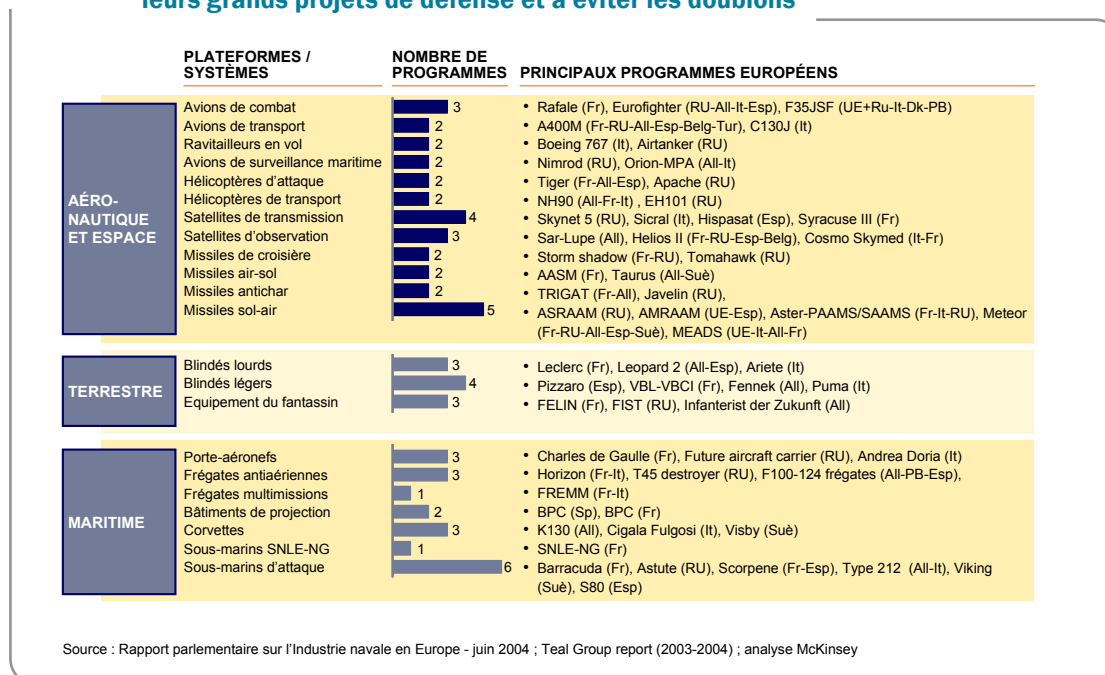 leurs grands projets de défense et à éviter les doublons
PLATEFORMES / SYSTÈMES NOMBRE DE PROGRAMMES PRINCIPAUX PROGRAMMES EUROPÉENS
AÉRO-
NAUTIQUE
ET ESPACE
Avions de combat 3 • Rafale (Fr), Eurofighter (RU-All-It-Esp), F35JSF (UE+Ru-It-Dk-PB)
Avions de transport 2 • A400M (Fr-RU-All-Esp-Belg-Tur), C130J (It)
Ravitailleurs en vol 2 • Boeing 767 (It), Airtanker (RU)
Avions de surveillance maritime 2 • Nimrod (RU), Orion-MPA (All-It)
Hélicoptères d'attaque 2 • Tiger (Fr-All-Esp), Apache (RU)
Hélicoptères de transport 2 • NH90 (All-Fr-It) , EH101 (RU)
Satellites de transmission 4 • Skynet 5 (RU), Sicral (It), Hispasat (Esp), Syracuse III (Fr)
Satellites d'observation 3 • Sar-Lupe (All), Helios II (Fr-RU-Esp-Belg), Cosmo Skymed (It-Fr)
Missiles de croisière 2 • Storm shadow (Fr-RU), Tomahawk (RU)
Missiles air-sol 2 • AASM (Fr), Taurus (All-Suè)
Missiles antichar 2 • TRIGAT (Fr-All), Javelin (RU),
Missiles sol-air 5 • ASRAAM (RU), AMRAAM (UE-Esp), Aster-PAAMS/SAAMS (Fr-It-RU), Meteor
(Fr-RU-All-Esp-Suè), MEADS (UE-It-All-Fr)
TERRESTRE
Blindés lourds 3 • Leclerc (Fr), Leopard 2 (All-Esp), Ariete (It)
Blindés légers 4 • Pizzaro (Esp), VBL-VBCI (Fr), Fennek (All), Puma (It)
Equipement du fantassin 3 • FELIN (Fr), FIST (RU), Infanterist der Zukunft (All)
MARITIME
Porte-aéronefs 3 • Charles de Gaulle (Fr), Future aircraft carrier (RU), Andrea Doria (It)
Frégates antiaériennes 3 • Horizon (Fr-It), T45 destroyer (RU), F100-124 frégates (All-PB-Esp),
Frégates multimissions 1 • FREMM (Fr-It)
Bâtiments de projection 2 • BPC (Sp), BPC (Fr)
Corvettes 3 • K130 (All), Cigala Fulgosi (It), Visby (Suè)
Sous-marins SNLE-NG 1 • SNLE-NG (Fr)
Sous-marins d'attaque 6 • Barracuda (Fr), Astute (RU), Scorpene (Fr-Esp), Type 212 (All-It), Viking
(Suè), S80 (Esp)
Source : Rapport parlementaire sur l'Industrie navale en Europe - juin 2004 ; Teal Group report (2003-2004) ; analyse McKinsey